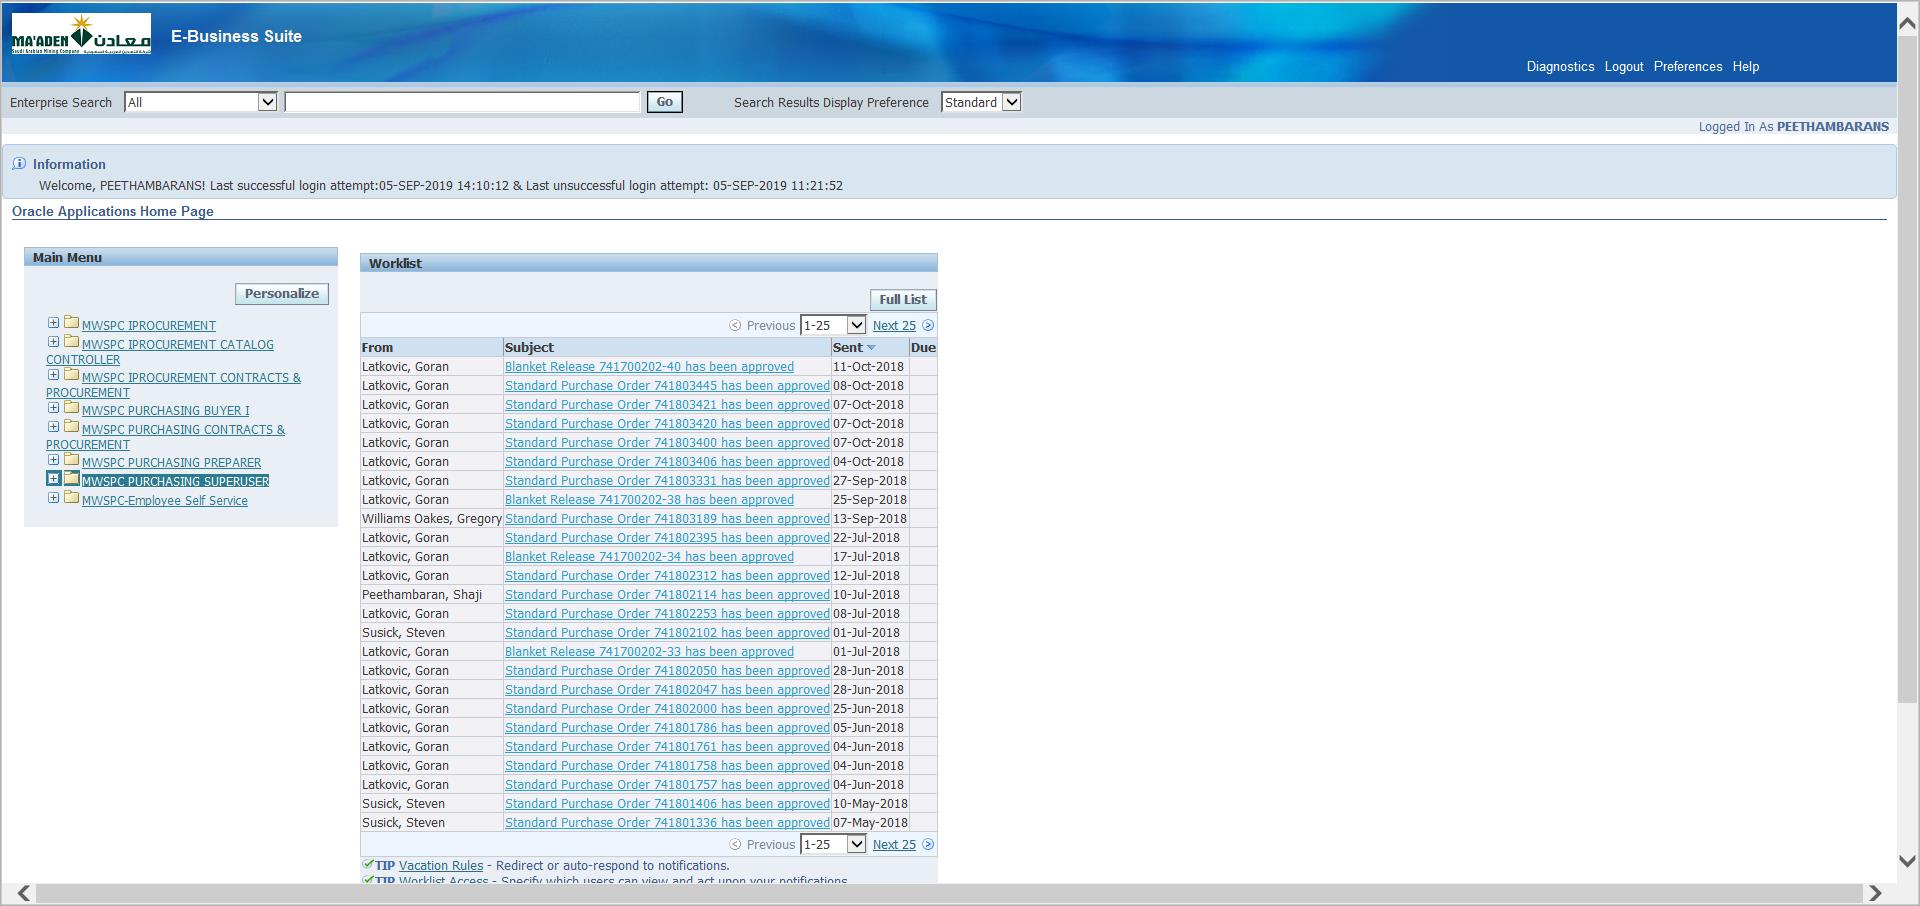 MA'ADEN معادن
E-Business Suite
Diagnostics Logout Preferences Help
Enterprise Search All Go Search Results Display Preference Standard
Logged In As PEETHAMBARANS
Information
Welcome, PEETHAMBARANS! Last successful login attempt:05-SEP-2019 14:10:12 & Last unsuccessful login attempt: 05-SEP-2019 11:21:52
Oracle Applications Home Page
Main Menu
Personalize
MWSPC IPROCUREMENT
MWSPC IPROCUREMENT CATALOG
CONTROLLER
MWSPC IPROCUREMENT CONTRACTS &
PROCUREMENT
MWSPC PURCHASING BUYER I
MWSPC PURCHASING CONTRACTS &
PROCUREMENT
MWSPC PURCHASING PREPARER
MWSPC PURCHASING SUPERUSER
MWSPC-Employee Self Service
Worklist
Full List
Previous 1-25 Next 25
From Subject Sent Due
Latkovic, Goran Blanket Release 741700202-40 has been approved 11-Oct-2018
Latkovic, Goran Standard Purchase Order 741803445 has been approved 08-Oct-2018
Latkovic, Goran Standard Purchase Order 741803421 has been approved 07-Oct-2018
Latkovic, Goran Standard Purchase Order 741803420 has been approved 07-Oct-2018
Latkovic, Goran Standard Purchase Order 741803400 has been approved 07-Oct-2018
Latkovic, Goran Standard Purchase Order 741803406 has been approved 04-Oct-2018
Latkovic, Goran Standard Purchase Order 741803331 has been approved 27-Sep-2018
Latkovic, Goran Blanket Release 741700202-38 has been approved 25-Sep-2018
Williams Oakes, Gregory Standard Purchase Order 741803189 has been approved 13-Sep-2018
Latkovic, Goran Standard Purchase Order 741802395 has been approved 22-Jul-2018
Latkovic, Goran Blanket Release 741700202-34 has been approved 17-Jul-2018
Latkovic, Goran Standard Purchase Order 741802312 has been approved 12-Jul-2018
Peethambaran, Shaji Standard Purchase Order 741802114 has been approved 10-Jul-2018
Latkovic, Goran Standard Purchase Order 741802253 has been approved 08-Jul-2018
Susick, Steven Standard Purchase Order 741802102 has been approved 01-Jul-2018
Latkovic, Goran Blanket Release 741700202-33 has been approved 01-Jul-2018
Latkovic, Goran Standard Purchase Order 741802050 has been approved 28-Jun-2018
Latkovic, Goran Standard Purchase Order 741802047 has been approved 28-Jun-2018
Latkovic, Goran Standard Purchase Order 741802000 has been approved 25-Jun-2018
Latkovic, Goran Standard Purchase Order 741801786 has been approved 05-Jun-2018
Latkovic, Goran Standard Purchase Order 741801761 has been approved 04-Jun-2018
Latkovic, Goran Standard Purchase Order 741801758 has been approved 04-Jun-2018
Latkovic, Goran Standard Purchase Order 741801757 has been approved 04-Jun-2018
Susick, Steven Standard Purchase Order 741801406 has been approved 10-May-2018
Susick, Steven Standard Purchase Order 741801336 has been approved 07-May-2018
Previous 1-25 Next 25
TIP Vacation Rules - Redirect or auto-respond to notifications.
TIP Worklist Access - Specify which users can view and act upon your notifications.